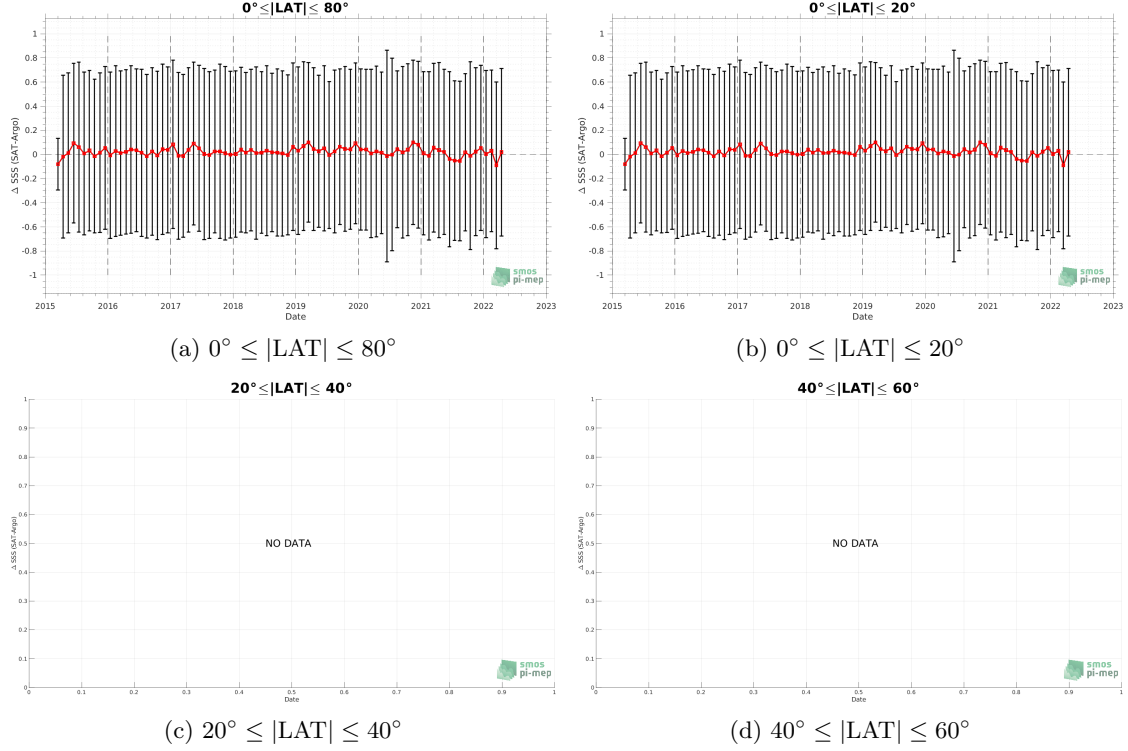 0°≤|LAT|≤ 80°
Δ SSS (SAT-Argo)
1
0.8
0.6
0.4
0.2
0
-0.2
-0.4
-0.6
-0.8
-1
2015 2016 2017 2018 2019 2020 2021 2022 2023
Date
smos
pi-mep
(a) 0° ≤ |LAT| ≤ 80°
0°≤|LAT|≤ 20°
Δ SSS (SAT-Argo)
1
0.8
0.6
0.4
0.2
0
-0.2
-0.4
-0.6
-0.8
-1
2015 2016 2017 2018 2019 2020 2021 2022 2023
Date
smos
pi-mep
(b) 0° ≤ |LAT| ≤ 20°
20°≤|LAT|≤ 40°
Δ SSS (SAT-Argo)
1
0.9
0.8
0.7
0.6
0.5
0.4
0.3
0.2
0.1
0
NO DATA
0 0.1 0.2 0.3 0.4 0.5 0.6 0.7 0.8 0.9 1
Date
smos
pi-mep
(c) 20° ≤ |LAT| ≤ 40°
40°≤|LAT|≤ 60°
Δ SSS (SAT-Argo)
1
0.9
0.8
0.7
0.6
0.5
0.4
0.3
0.2
0.1
0
NO DATA
0 0.1 0.2 0.3 0.4 0.5 0.6 0.7 0.8 0.9 1
Date
smos
pi-mep
(d) 40° ≤ |LAT| ≤ 60°